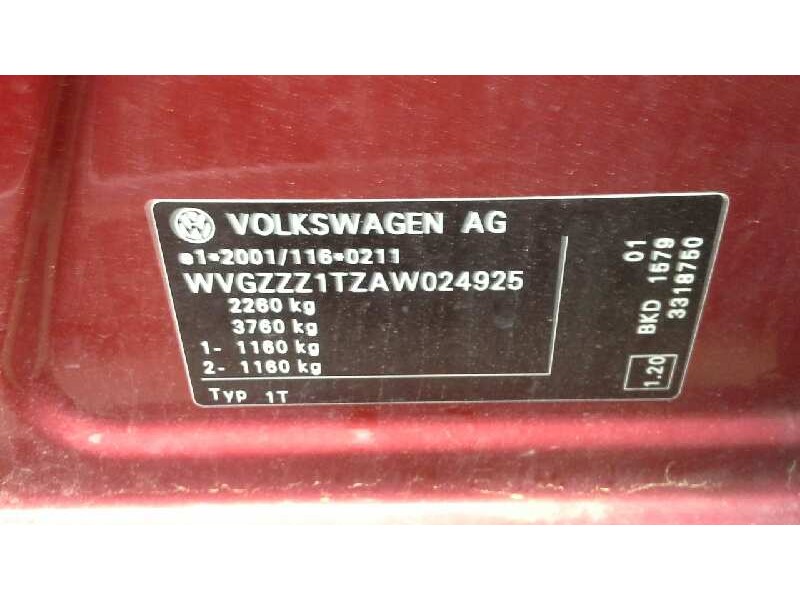 VOLKSWAGEN AG
e1*2001/116*0211
WVGZZZ1TZAW024925
2260 kg
3760 kg
1- 1160 kg
2- 1160 kg
Typ 1T
01
BKD 1579
3318750
1.20